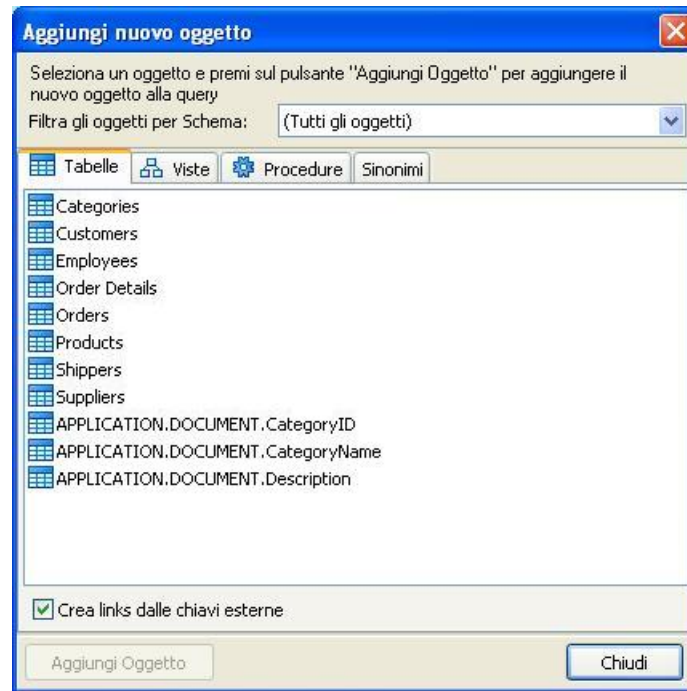 Aggiungi nuovo oggetto
Seleziona un oggetto e premi sul pulsante "Aggiungi Oggetto" per aggiungere il
nuovo oggetto alla query
Filtra gli oggetti per Schema: (Tutti gli oggetti)
Tabelle Viste Procedure Sinonimi
Categories
Customers
Employees
Order Details
Orders
Products
Shippers
Suppliers
APPLICATION.DOCUMENT.CategoryID
APPLICATION.DOCUMENT.CategoryName
APPLICATION.DOCUMENT.Description
Crea links dalle chiavi esterne
Aggiungi Oggetto Chiudi